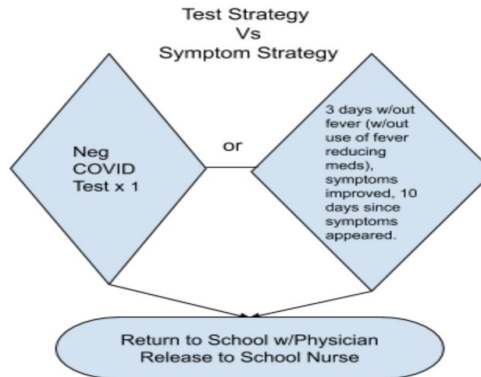 Test Strategy
Vs
Symptom Strategy
Neg
COVID
Test x 1
or
3 days w/out
fever (w/out
use of fever
reducing
meds),
symptoms
improved, 10
days since
symptoms
appeared.
Return to School w/Physician
Release to School Nurse